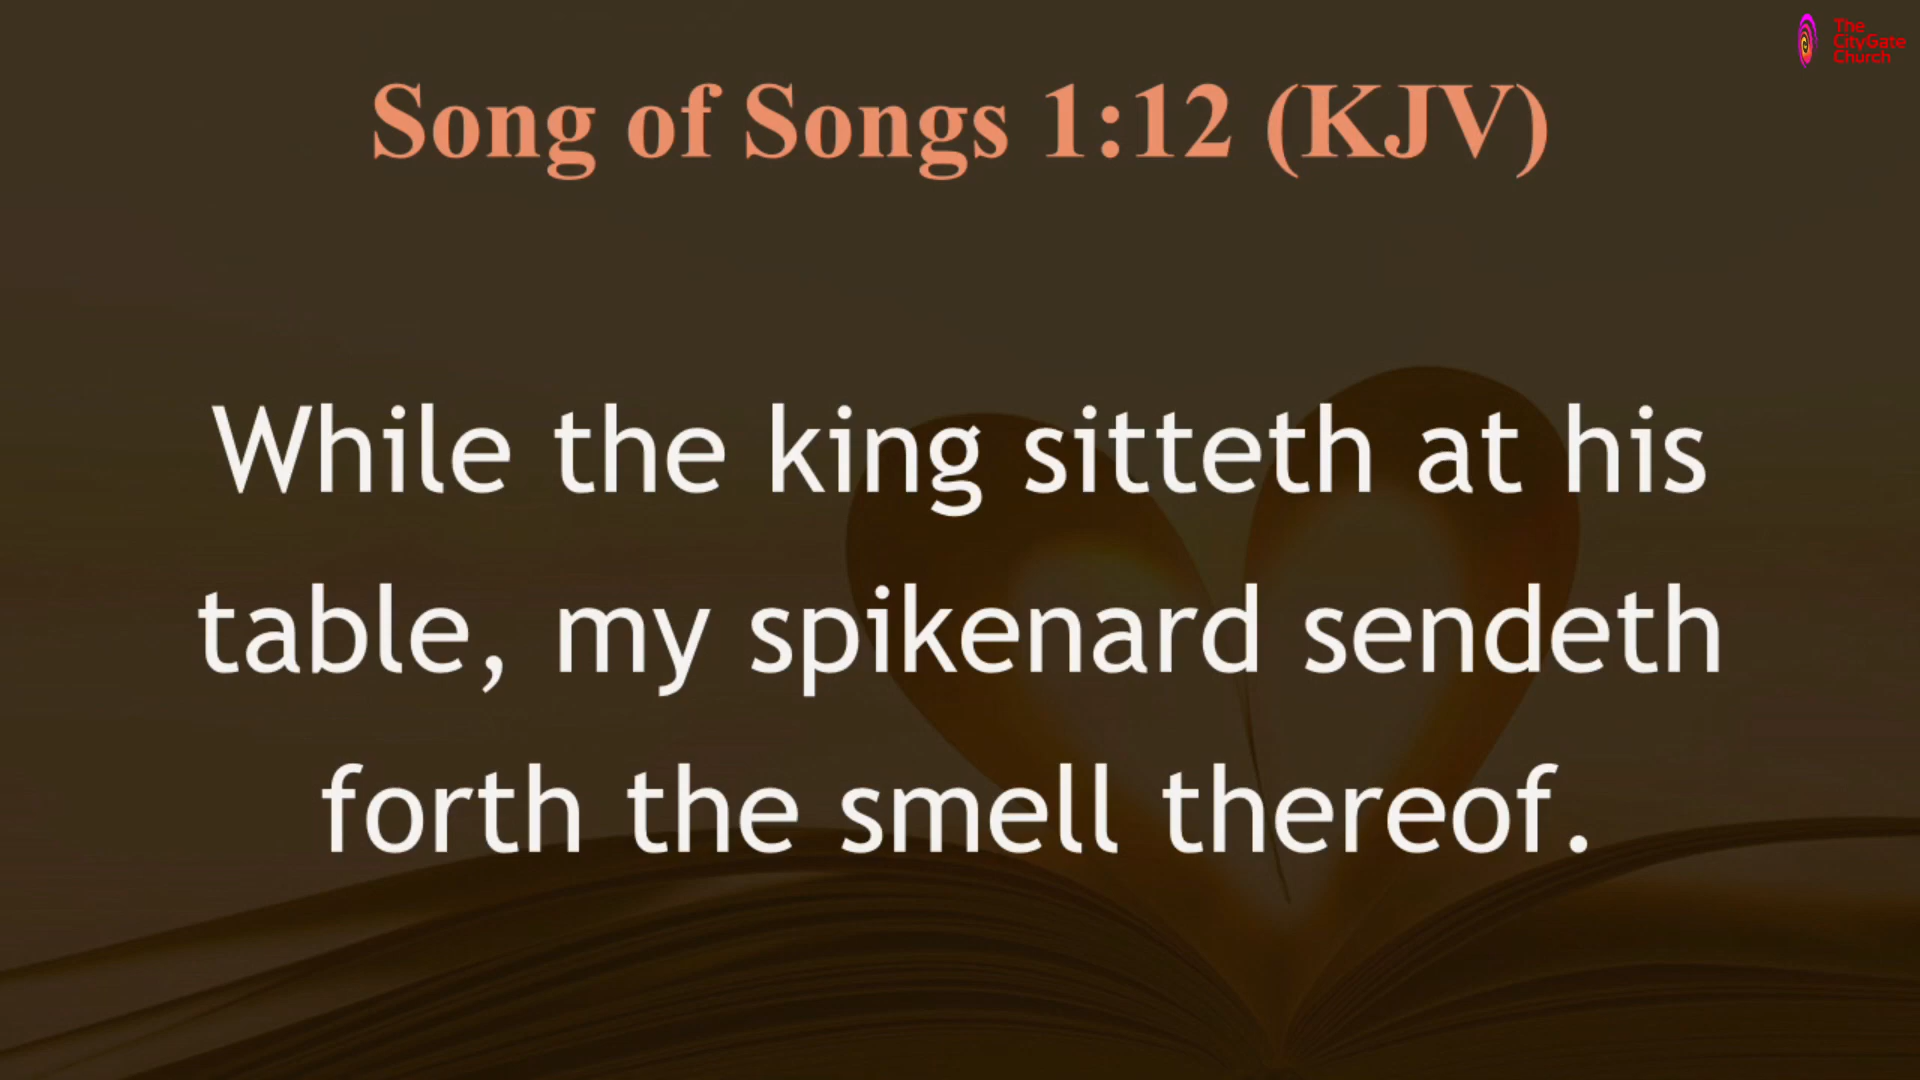 The
CityGate
Church
Song of Songs 1:12 (KJV)
While the king sitteth at his
table, my spikenard sendeth
forth the smell thereof.